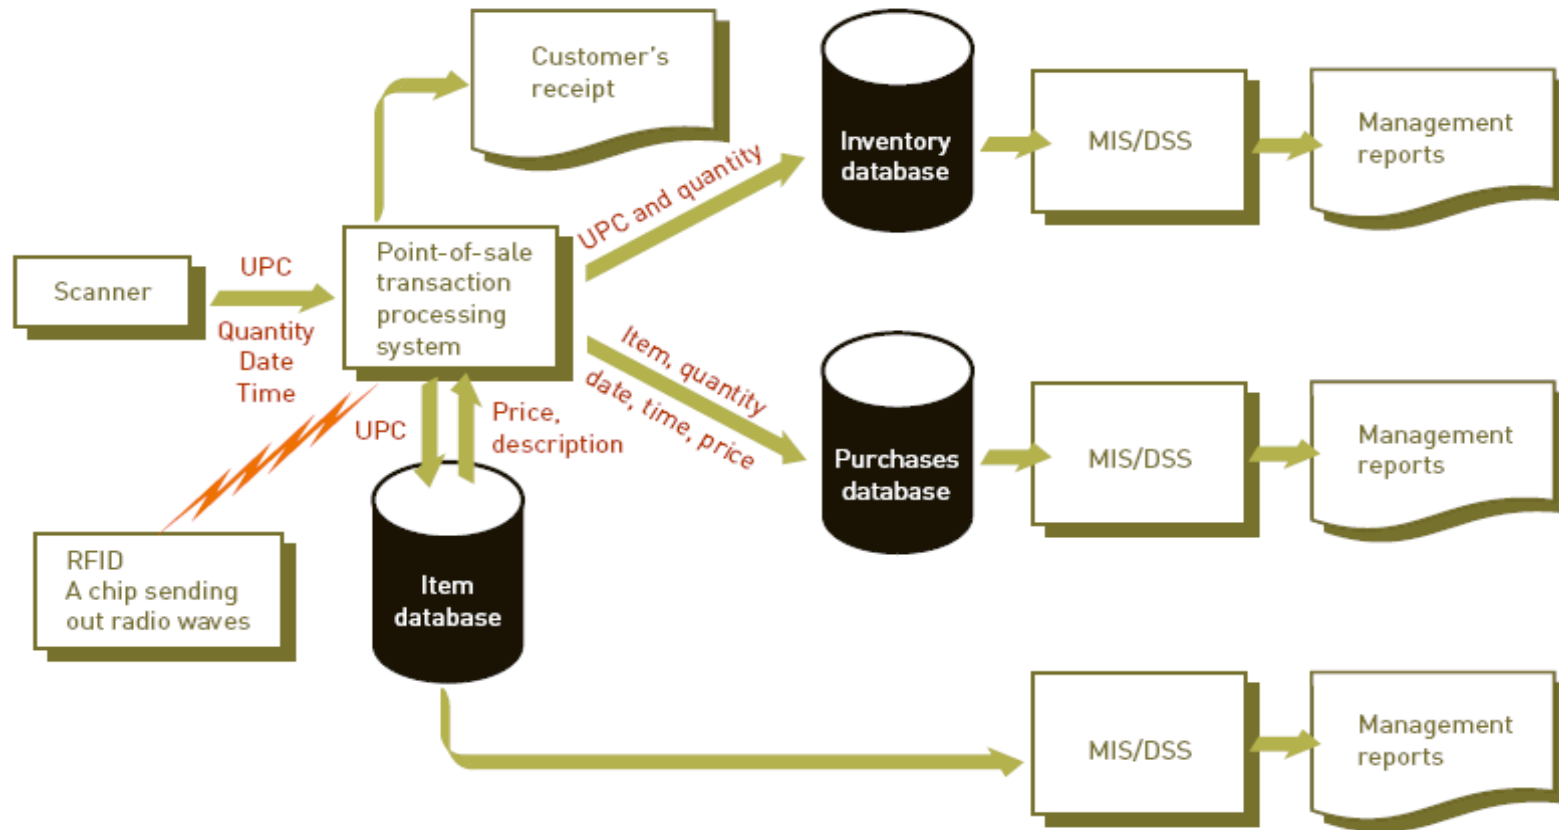 Customer's
receipt
Inventory
database
MIS/DSS
Management
reports
UPC and quantity
Scanner
UPC
Quantity
Date
Time
Point-of-sale
transaction
processing
system
Item, quantity
date, time, price
Purchases
database
MIS/DSS
Management
reports
UPC
Price,
description
RFID
A chip sending
out radio waves
Item
database
MIS/DSS
Management
reports